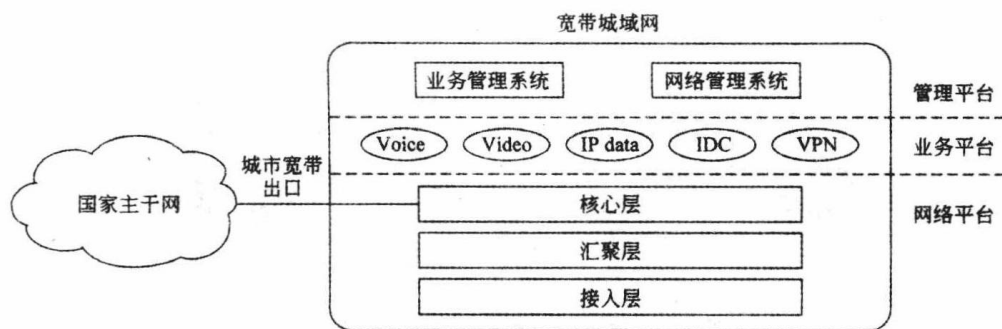 宽带城域网
业务管理系统 网络管理系统 管理平台
Voice Video IP data IDC VPN 业务平台
城市宽带
出口
国家主干网 核心层 网络平台
汇聚层
接入层